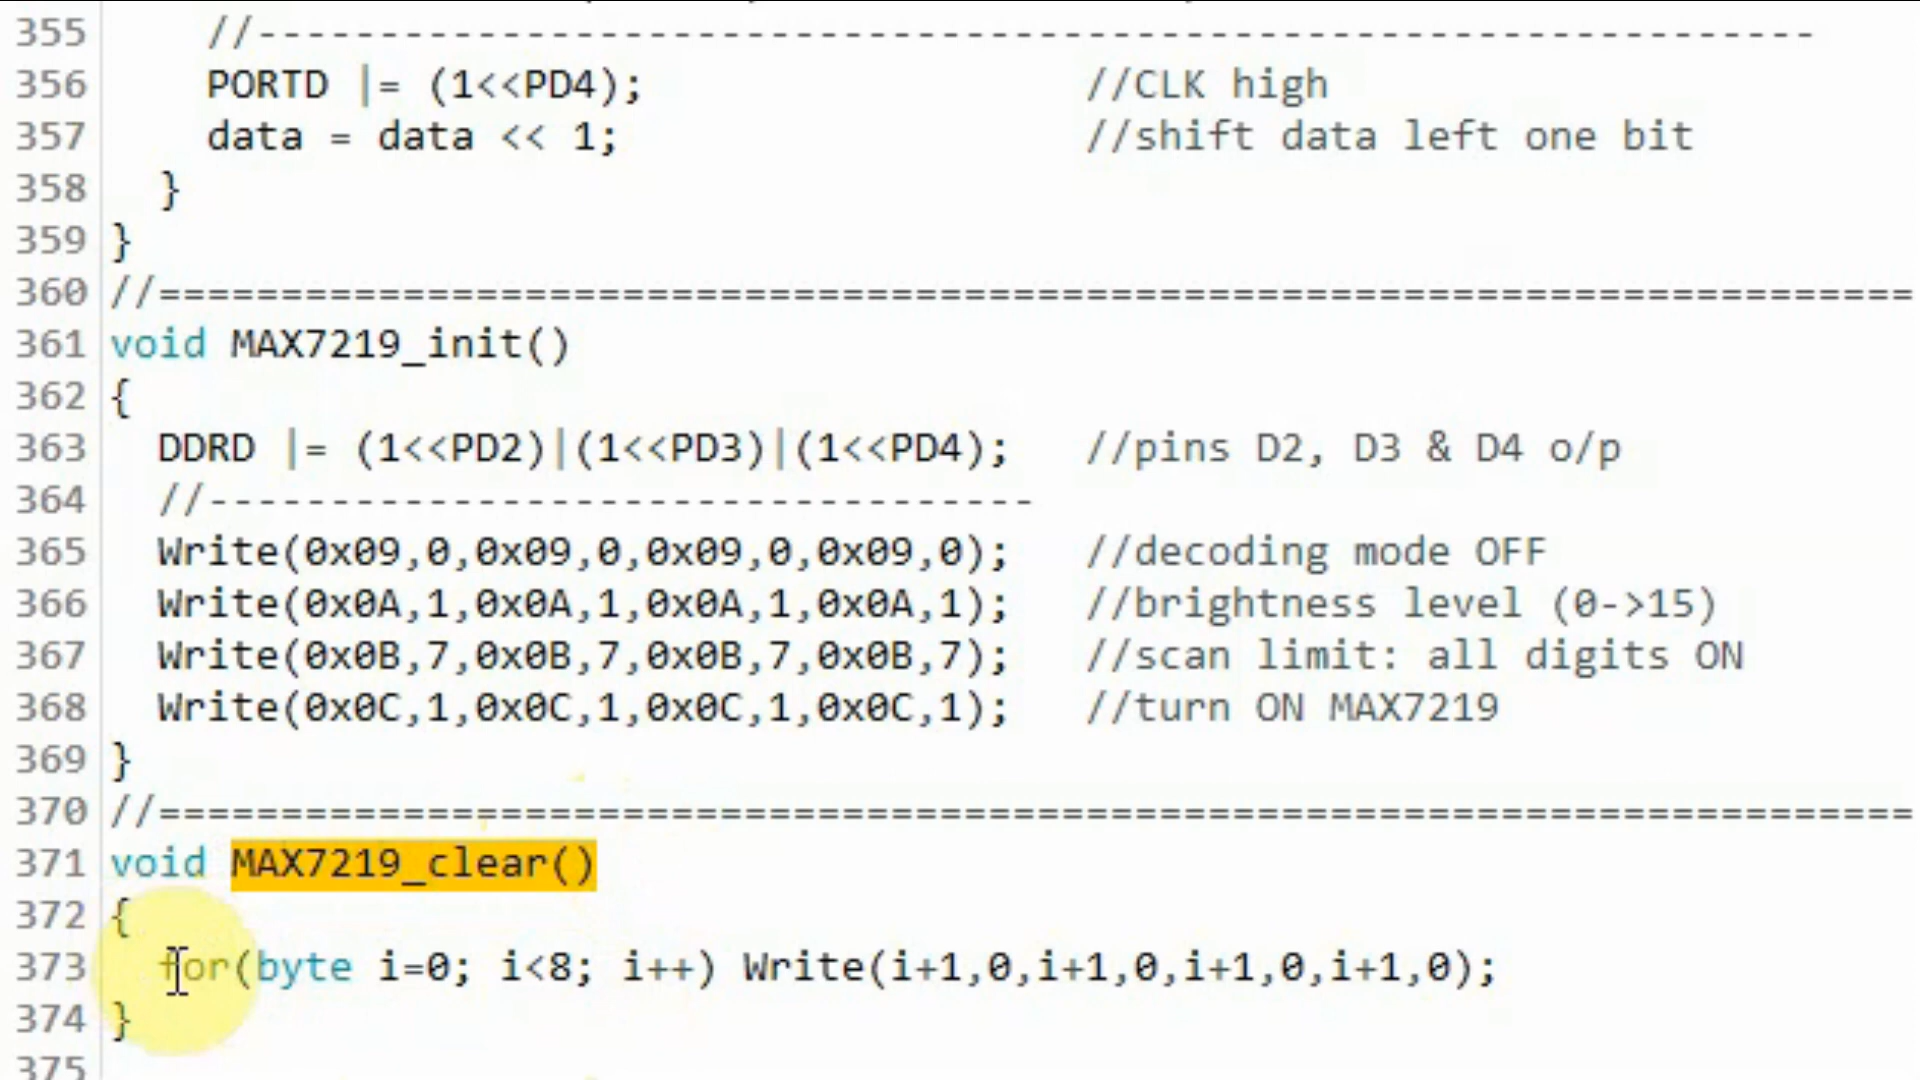 355 //----------------------------------------------------------------
356 PORTD |= (1<<PD4); //CLK high
357 data = data << 1; //shift data left one bit
358 }
359 }
360 //========================================================================
361 void MAX7219_init()
362 {
363 DDRD |= (1<<PD2)|(1<<PD3)|(1<<PD4); //pins D2, D3 & D4 o/p
364 //----------------------------------
365 Write(0x09,0,0x09,0,0x09,0,0x09,0); //decoding mode OFF
366 Write(0x0A,1,0x0A,1,0x0A,1,0x0A,1); //brightness level (0->15)
367 Write(0x0B,7,0x0B,7,0x0B,7,0x0B,7); //scan limit: all digits ON
368 Write(0x0C,1,0x0C,1,0x0C,1,0x0C,1); //turn ON MAX7219
369 }
370 //========================================================================
371 void MAX7219_clear()
372 {
373 for(byte i=0; i<8; i++) Write(i+1,0,i+1,0,i+1,0,i+1,0);
374 }
375